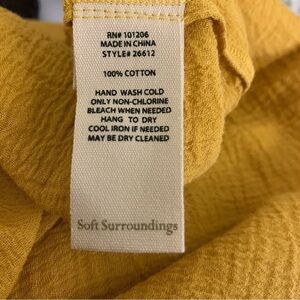 RN# 101206
MADE IN CHINA
STYLE# 26612
100% COTTON
HAND WASH COLD
ONLY NON-CHLORINE
BLEACH WHEN NEEDED
HANG TO DRY
COOL IRON IF NEEDED
MAY BE DRY CLEANED
Soft Surroundings